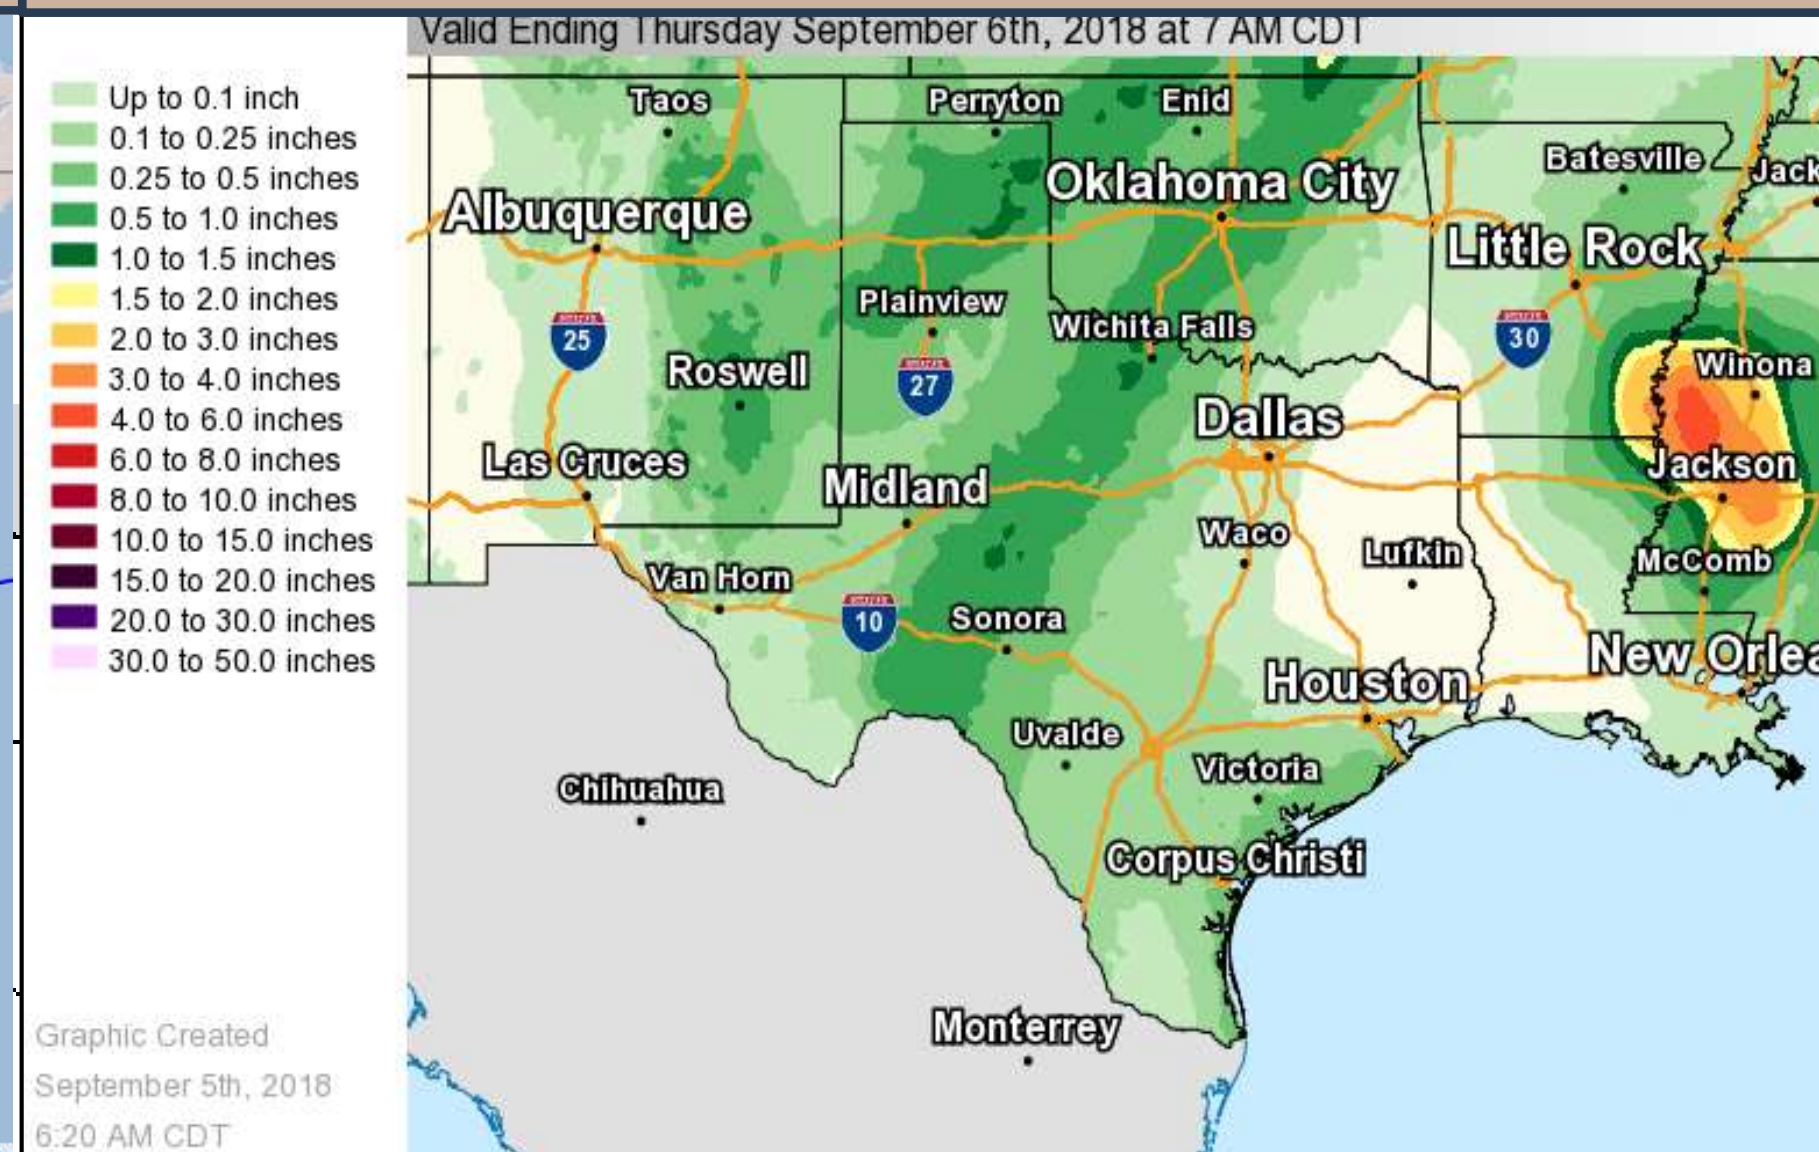 Valid Ending Thursday September 6th, 2018 at 7 AM CDT
Up to 0.1 inch
0.1 to 0.25 inches
0.25 to 0.5 inches
0.5 to 1.0 inches
1.0 to 1.5 inches
1.5 to 2.0 inches
2.0 to 3.0 inches
3.0 to 4.0 inches
4.0 to 6.0 inches
6.0 to 8.0 inches
8.0 to 10.0 inches
10.0 to 15.0 inches
15.0 to 20.0 inches
20.0 to 30.0 inches
30.0 to 50.0 inches
Graphic Created
September 5th, 2018
6:20 AM CDT
Taos
Perryton
Enid
Batesville
Jack
Oklahoma City
Albuquerque
Little Rock
Plainview
Wichita Falls
25
30
Roswell
27
Winona
Dallas
Las Cruces
Midland
Jackson
Waco
Lufkin
McComb
Van Horn
10
Sonora
New Orlea
Houston
Uvalde
Victoria
Chihuahua
Corpus Christi
Monterrey